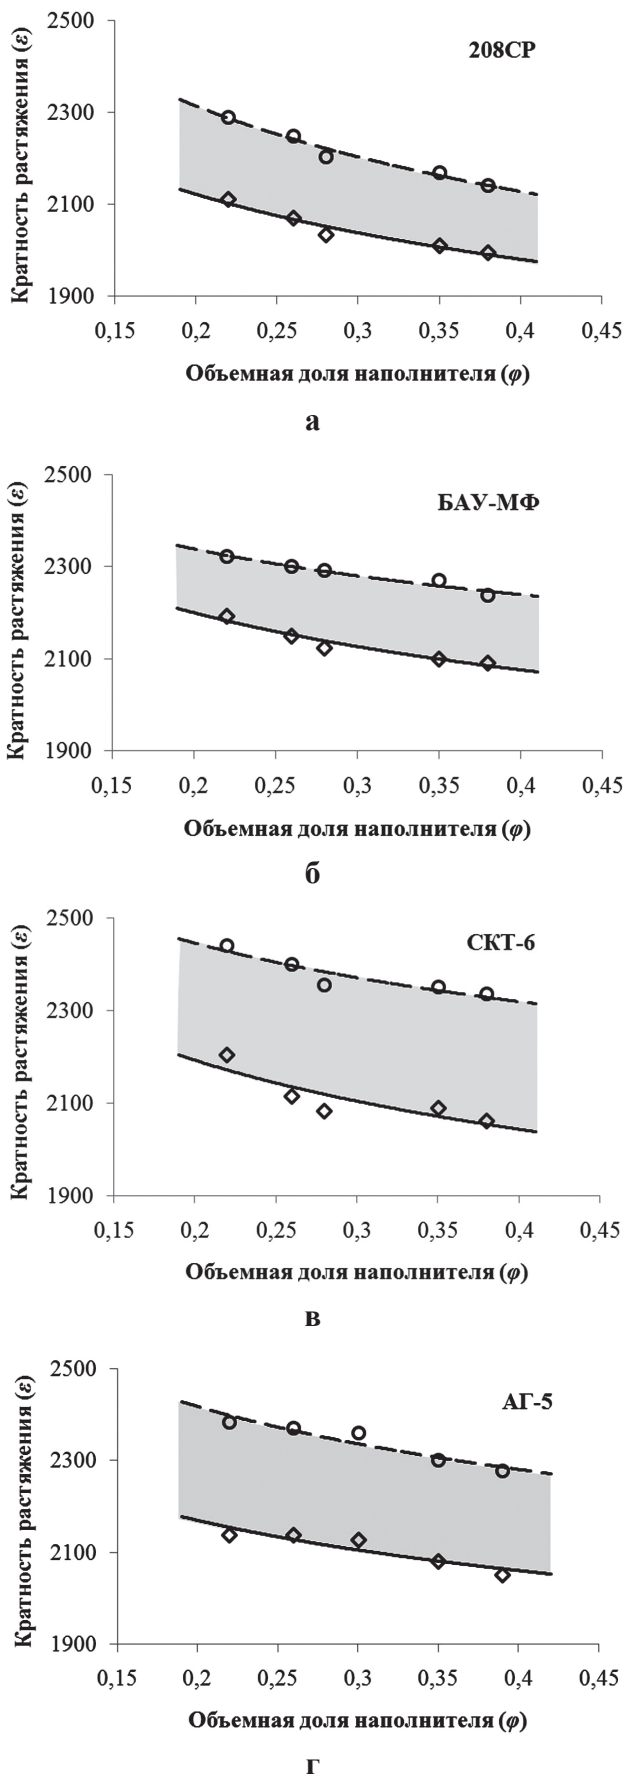 Кратность растяжения (ε)
2500
2300
2100
1900
208СР
0,15 0,2 0,25 0,3 0,35 0,4 0,45
Объемная доля наполнителя (φ)
а
Кратность растяжения (ε)
2500
2300
2100
1900
БАУ-МФ
0,15 0,2 0,25 0,3 0,35 0,4 0,45
Объемная доля наполнителя (φ)
б
Кратность растяжения (ε)
2500
2300
2100
1900
СКТ-6
0,15 0,2 0,25 0,3 0,35 0,4 0,45
Объемная доля наполнителя (φ)
в
Кратность растяжения (ε)
2500
2300
2100
1900
АГ-5
0,15 0,2 0,25 0,3 0,35 0,4 0,45
Объемная доля наполнителя (φ)
г